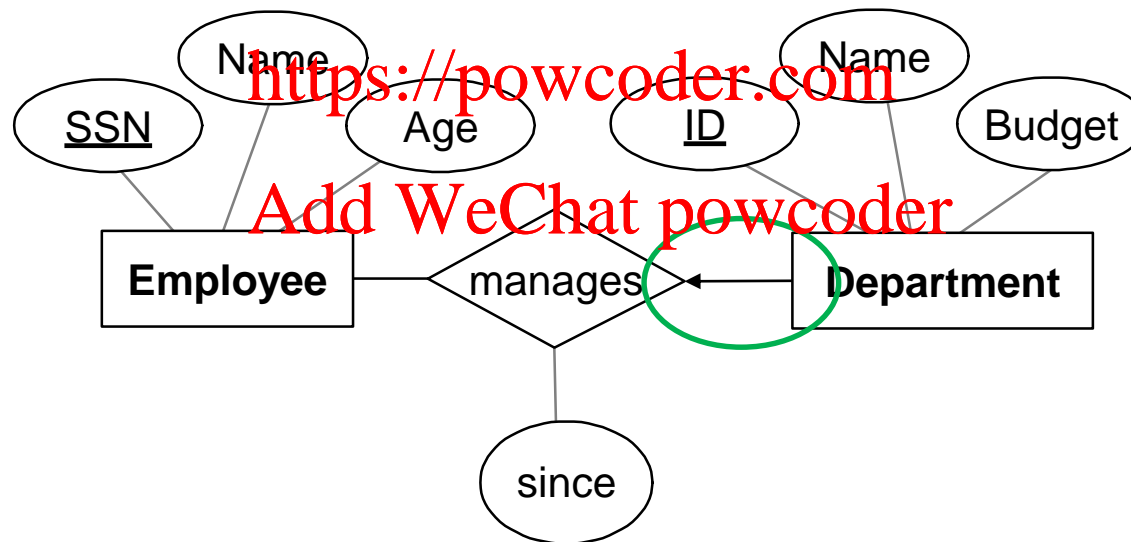 Name
Name
https://powcoder.com
SSN
Age
ID
Budget
Add WeChat powcoder
Employee
manages
Department
since